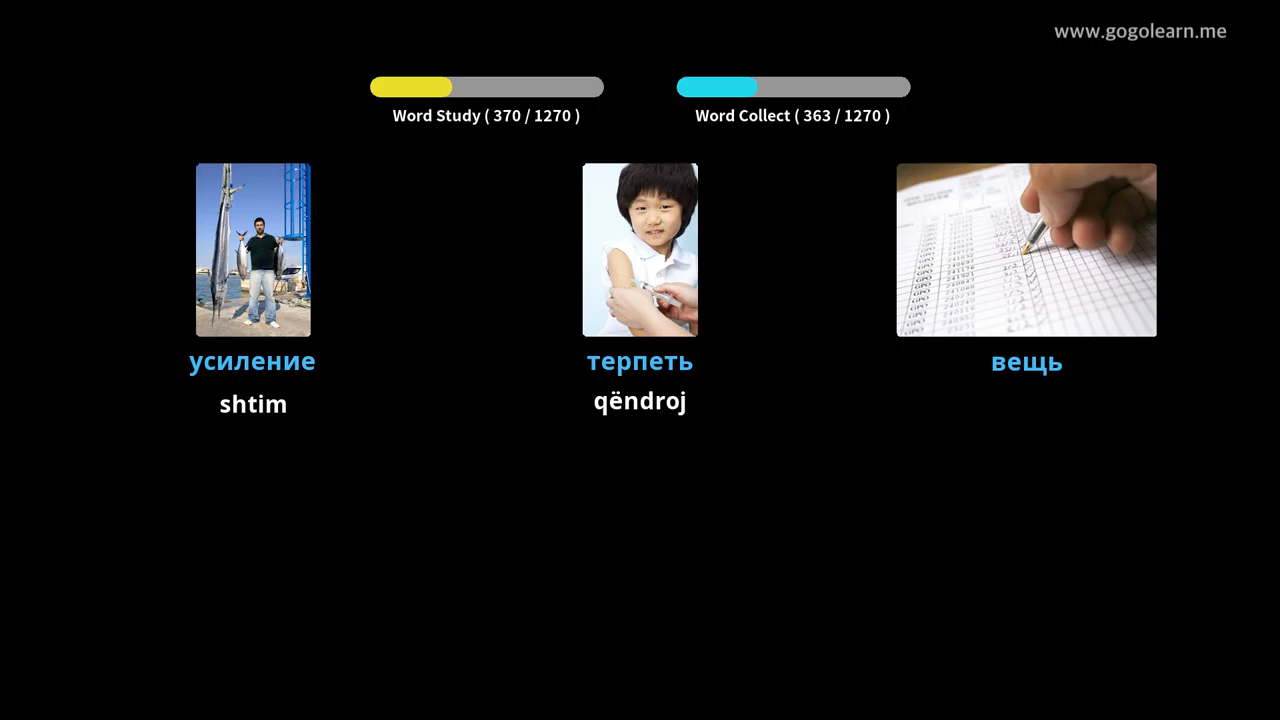 www.gogolearn.me
Word Study ( 370 / 1270 )
Word Collect ( 363 / 1270 )
усиление
терпеть
вещь
shtim
qëndroj